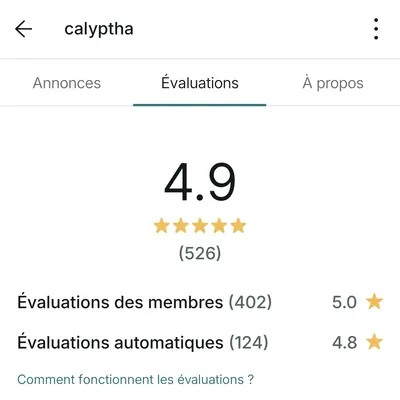 calyptha
Annonces Évaluations À propos
4.9
(526)
Évaluations des membres (402) 5.0
Évaluations automatiques (124) 4.8
Comment fonctionnent les évaluations ?